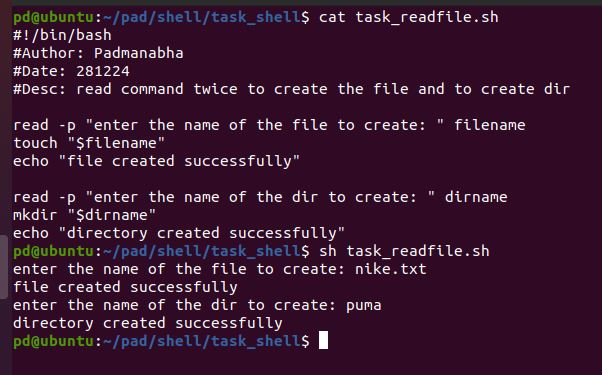 pd@ubuntu:~/pad/shell/task_shell$ cat task_readfile.sh
#!/bin/bash
#Author: Padmanabha
#Date: 281224
#Desc: read command twice to create the file and to create dir
read -p "enter the name of the file to create: " filename
touch "$filename"
echo "file created successfully"
read -p "enter the name of the dir to create: " dirname
mkdir "$dirname"
echo "directory created successfully"
pd@ubuntu:~/pad/shell/task_shell$ sh task_readfile.sh
enter the name of the file to create: nike.txt
file created successfully
enter the name of the dir to create: puma
directory created successfully
pd@ubuntu:~/pad/shell/task_shell$